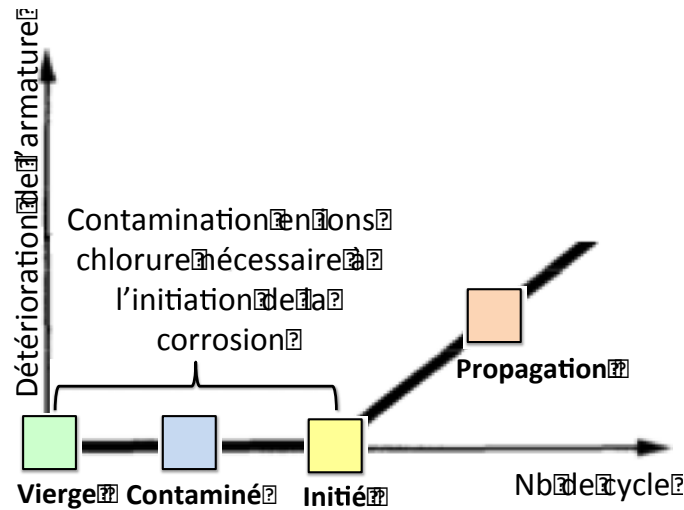 Détérioration de l'armature
Contamination en ions
chlorure nécessaire à
l'initiation de la
corrosion
Propagation
Vierge
Contaminé
Initié
Nb de cycle